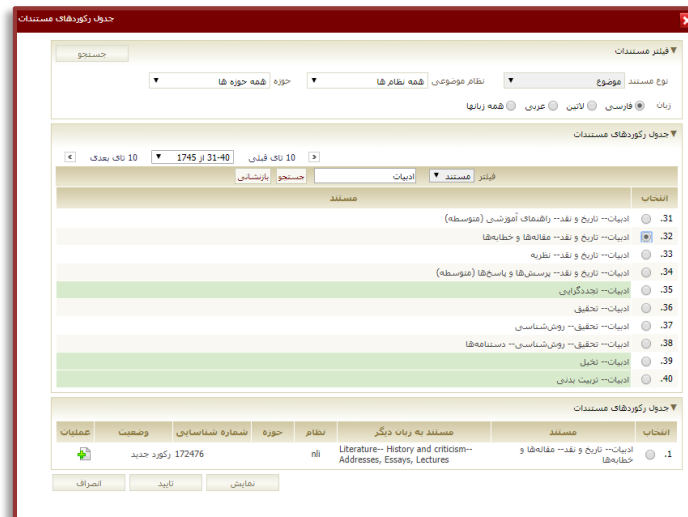 جدول رکوردهای مستندات
فیلتر مستندات
جستجو
نوع مستند موضوع نظام موضوعی همه نظام ها حوزه همه حوزه ها
زبان فارسی لاتین عربی همه زبانها
جدول رکوردهای مستندات
10 تای قبلی 31-40 از 1745 10 تای بعدی
فیلتر مستند ادبیات جستجو بازنشانی
انتخاب مستند
31. ادبیات-- تاریخ و نقد-- راهنمای آموزشی (متوسطه)
32. ادبیات-- تاریخ و نقد-- مقاله‌ها و خطابه‌ها
33. ادبیات-- تاریخ و نقد-- نظریه
34. ادبیات-- تاریخ و نقد-- پرسش‌ها و پاسخ‌ها (متوسطه)
35. ادبیات-- تجددگرایی
36. ادبیات-- تحقیق
37. ادبیات-- تحقیق-- روش‌شناسی
38. ادبیات-- تحقیق-- روش‌شناسی-- دستنامه‌ها
39. ادبیات-- تخیل
40. ادبیات-- تربیت بدنی
جدول رکوردهای مستندات
انتخاب مستند مستند به زبان دیگر نظام حوزه شماره شناسایی وضعیت عملیات
1. ادبیات-- تاریخ و نقد-- مقاله‌ها و خطابه‌ها
Literature-- History and criticism-- Addresses, Essays, Lectures
nli 172476 رکورد جدید
نمایش تایید انصراف